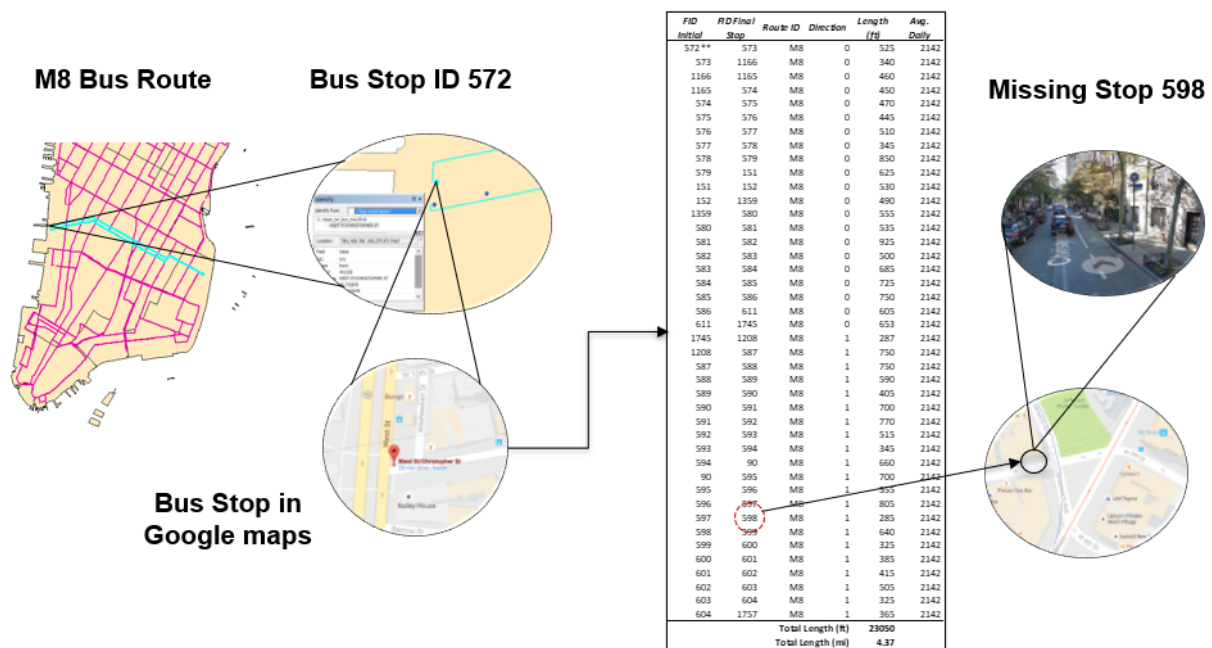 M8 Bus Route
Bus Stop ID 572
Missing Stop 598
Bus Stop in
Google maps
West St
West St/Christopher St
Barley House
FID Initial FID Final Stop Route ID Direction Length (ft) Avg. Daily
572** 573 M8 0 525 2142
573 1166 M8 0 340 2142
1166 1165 M8 0 460 2142
1165 574 M8 0 450 2142
574 575 M8 0 470 2142
575 576 M8 0 445 2142
576 577 M8 0 510 2142
577 578 M8 0 345 2142
578 579 M8 0 850 2142
579 151 M8 0 625 2142
151 152 M8 0 530 2142
152 1359 M8 0 490 2142
1359 580 M8 0 555 2142
580 581 M8 0 535 2142
581 582 M8 0 925 2142
582 583 M8 0 500 2142
583 584 M8 0 685 2142
584 585 M8 0 725 2142
585 586 M8 0 750 2142
586 611 M8 0 605 2142
611 1745 M8 0 653 2142
1745 1208 M8 1 287 2142
1208 587 M8 1 750 2142
587 588 M8 1 750 2142
588 589 M8 1 590 2142
589 590 M8 1 405 2142
590 591 M8 1 700 2142
591 592 M8 1 770 2142
592 593 M8 1 515 2142
593 594 M8 1 345 2142
594 90 M8 1 660 2142
90 595 M8 1 700 2142
595 596 M8 1 355 2142
596 597 M8 1 805 2142
597 598 M8 1 285 2142
598 599 M8 1 640 2142
599 600 M8 1 325 2142
600 601 M8 1 385 2142
601 602 M8 1 415 2142
602 603 M8 1 505 2142
603 604 M8 1 325 2142
604 1757 M8 1 365 2142
Total Length (ft) 23050
Total Length (mi) 4.37